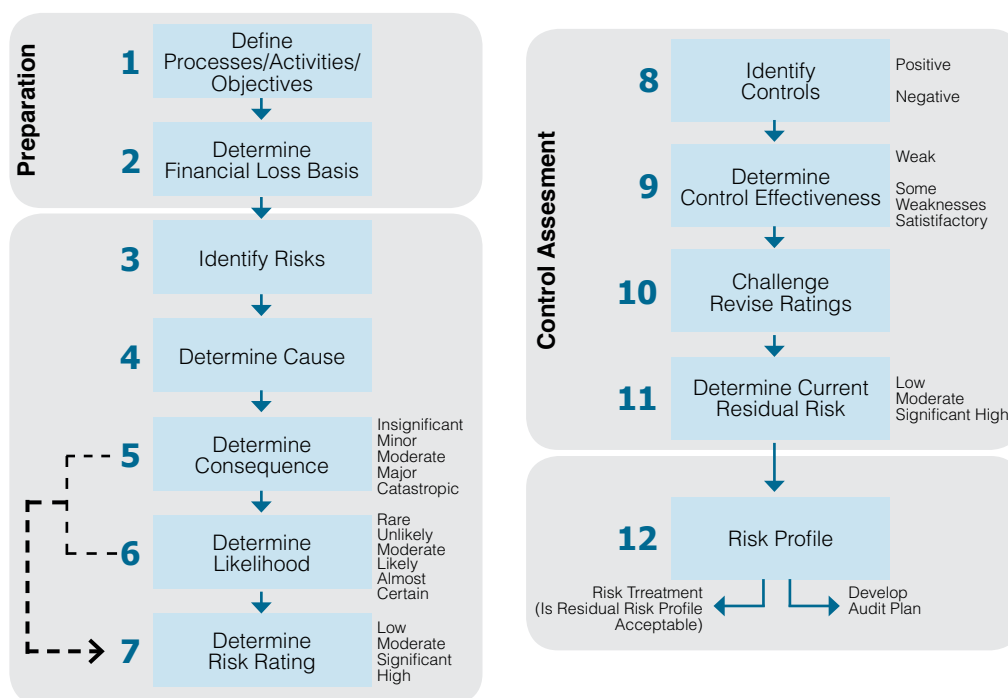 Preparation
1
Define
Processes/Activities/
Objectives
2
Determine
Financial Loss Basis
3
Identify Risks
4
Determine Cause
5
Determine
Consequence
Insignificant
Minor
Moderate
Major
Catastropic
6
Determine
Likelihood
Rare
Unlikely
Moderate
Likely
Almost
Certain
7
Determine
Risk Rating
Low
Moderate
Significant
High
Control Assesment
8
Identify
Controls
Positive
Negative
9
Determine
Control Effectiveness
Weak
Some
Weaknesses
Satistifactory
10
Challenge
Revise Ratings
11
Determine Current
Residual Risk
Low
Moderate
Significant High
12
Risk Profile
Risk Ttreatment
(Is Residual Risk Profile
Acceptable)
Develop
Audit Plan